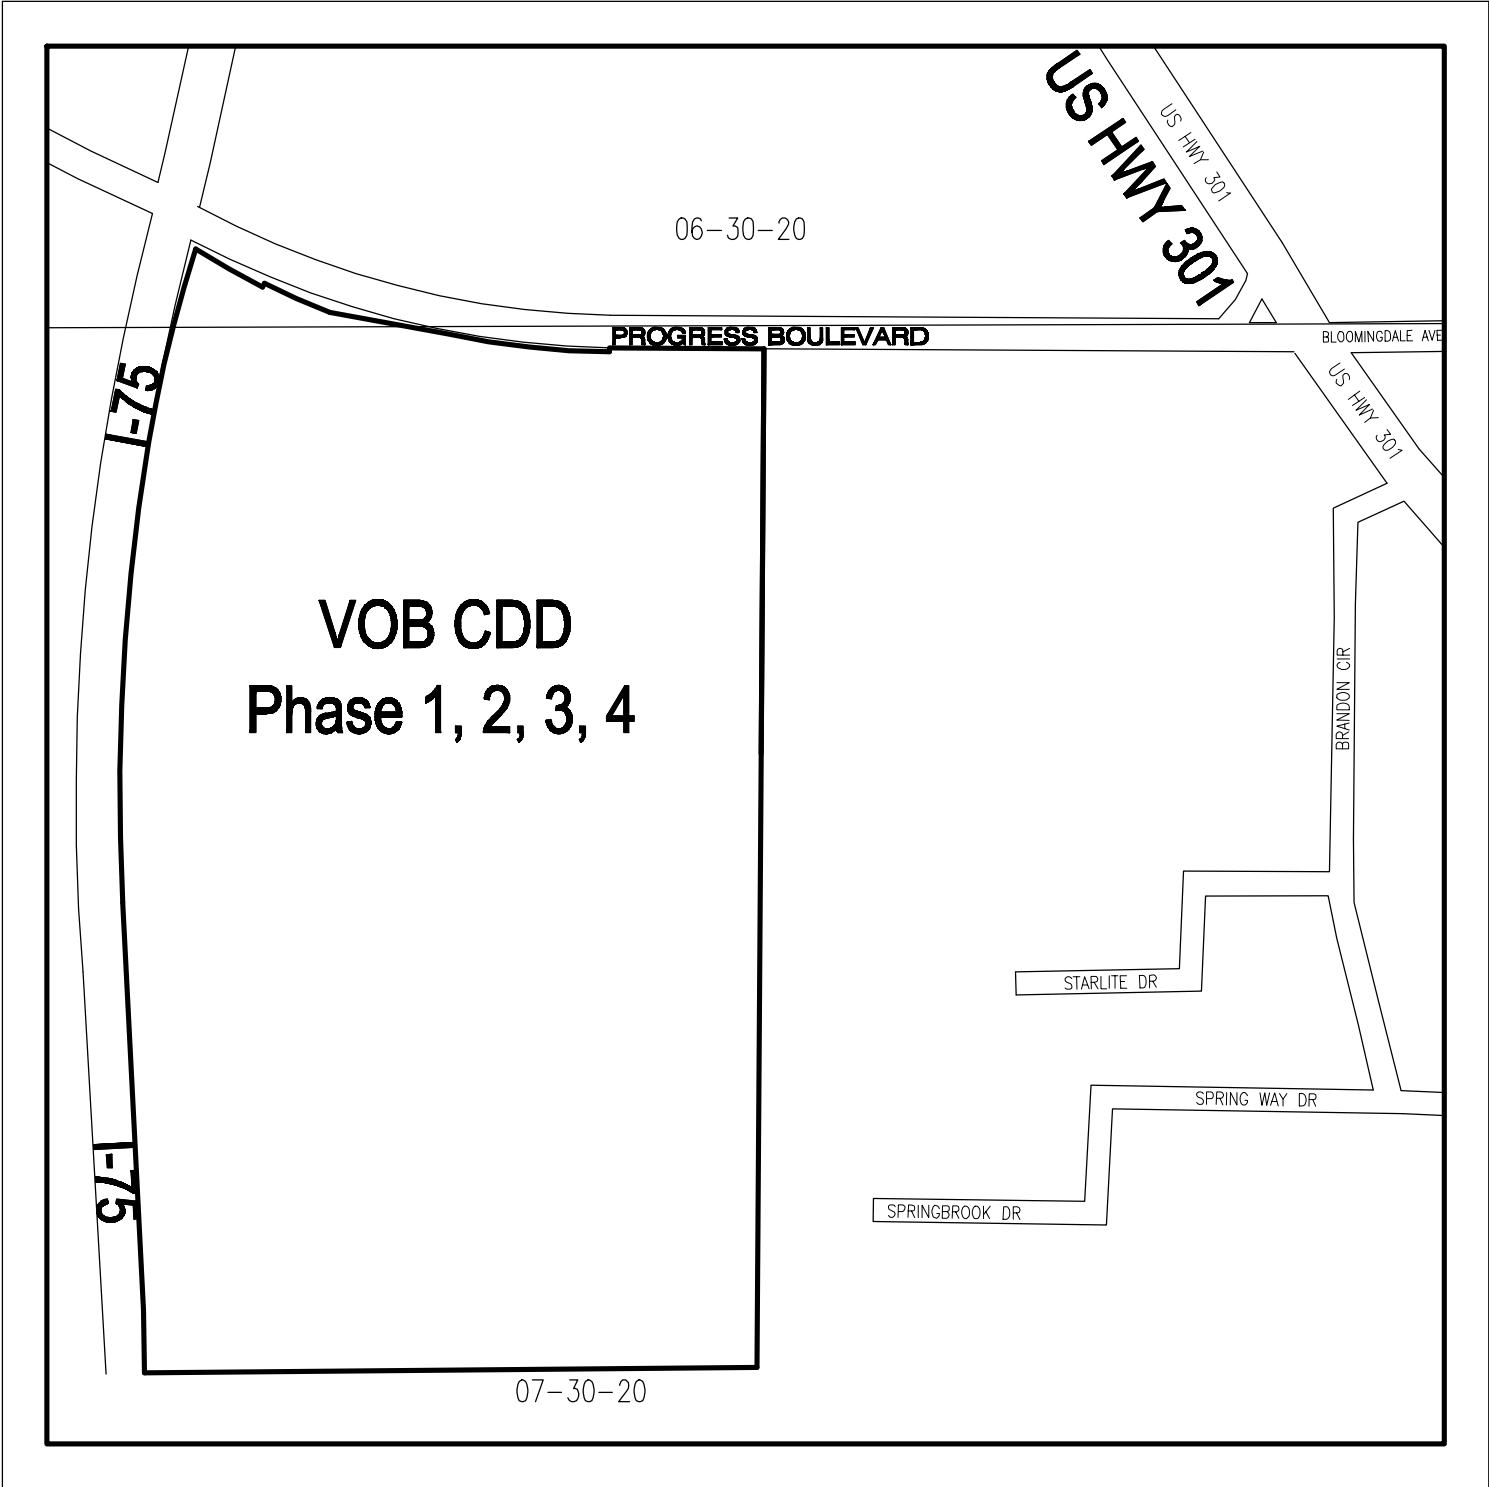 US HWY 301
US HWY 301
06-30-20
PROGRESS BOULEVARD
BLOOMINGDALE AVE
I-75
US HWY 301
VOB CDD
Phase 1, 2, 3, 4
BRANDON CIR
STARLITE DR
SPRING WAY DR
I-75
SPRINGBROOK DR
07-30-20